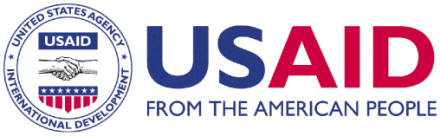 UNITED STATES AGENCY
USAID
INTERNATIONAL DEVELOPMENT
USAID
FROM THE AMERICAN PEOPLE